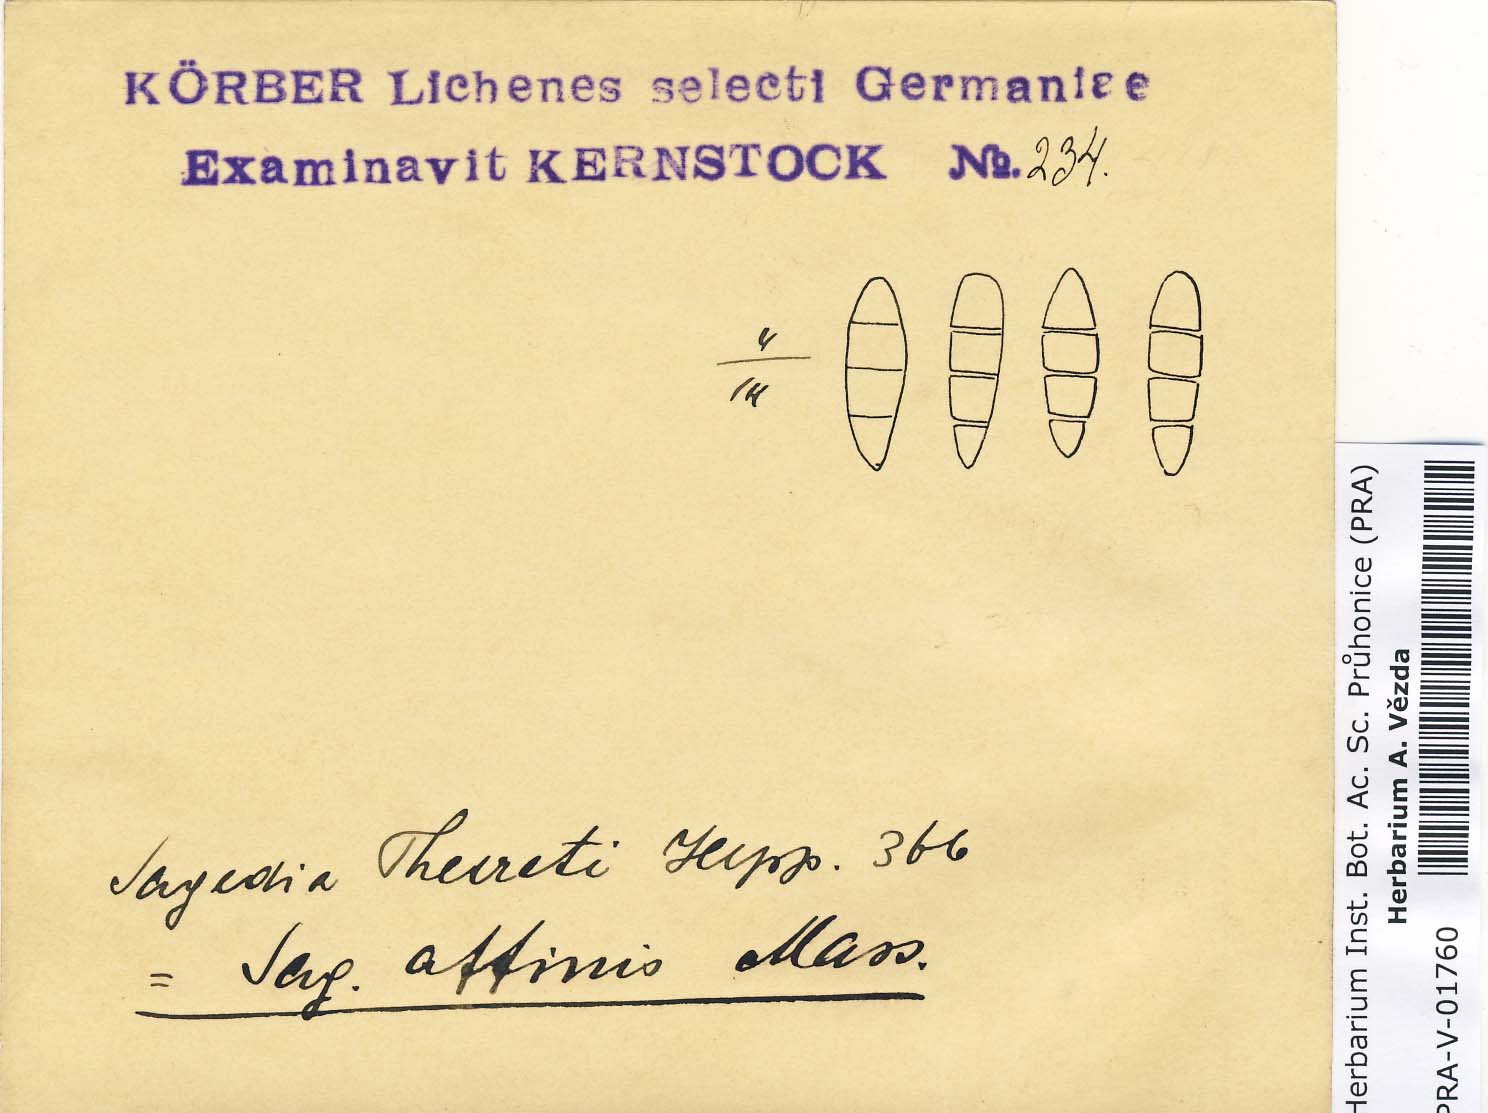 KÖRBER Lichenes selecti Germaniae
Examinavit KERNSTOCK No. 234.
4
14
Sagedia Thureti Hepp. 366
= Sag. affinis Mass.
Herbarium Inst. Bot. Ac. Sc. Průhonice (PRA)
Herbarium A. Vězda
PRA-V-01760